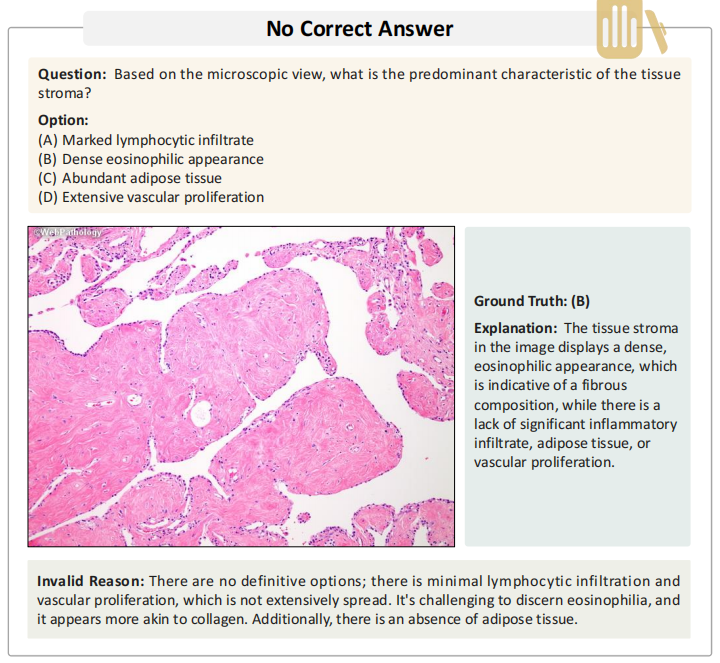 No Correct Answer
Question: Based on the microscopic view, what is the predominant characteristic of the tissue
stroma?
Option:
(A) Marked lymphocytic infiltrate
(B) Dense eosinophilic appearance
(C) Abundant adipose tissue
(D) Extensive vascular proliferation
©WebPathology
Ground Truth: (B)
Explanation: The tissue stroma
in the image displays a dense,
eosinophilic appearance, which
is indicative of a fibrous
composition, while there is a
lack of significant inflammatory
infiltrate, adipose tissue, or
vascular proliferation.
Invalid Reason: There are no definitive options; there is minimal lymphocytic infiltration and
vascular proliferation, which is not extensively spread. It's challenging to discern eosinophilia, and
it appears more akin to collagen. Additionally, there is an absence of adipose tissue.